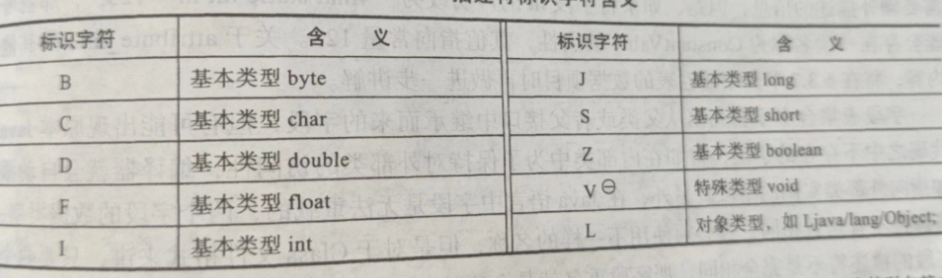 标识字符 含 义 标识字符 含 义
B 基本类型 byte J 基本类型 long
C 基本类型 char S 基本类型 short
D 基本类型 double Z 基本类型 boolean
F 基本类型 float V⊖ 特殊类型 void
I 基本类型 int L 对象类型，如 Ljava/lang/Object;